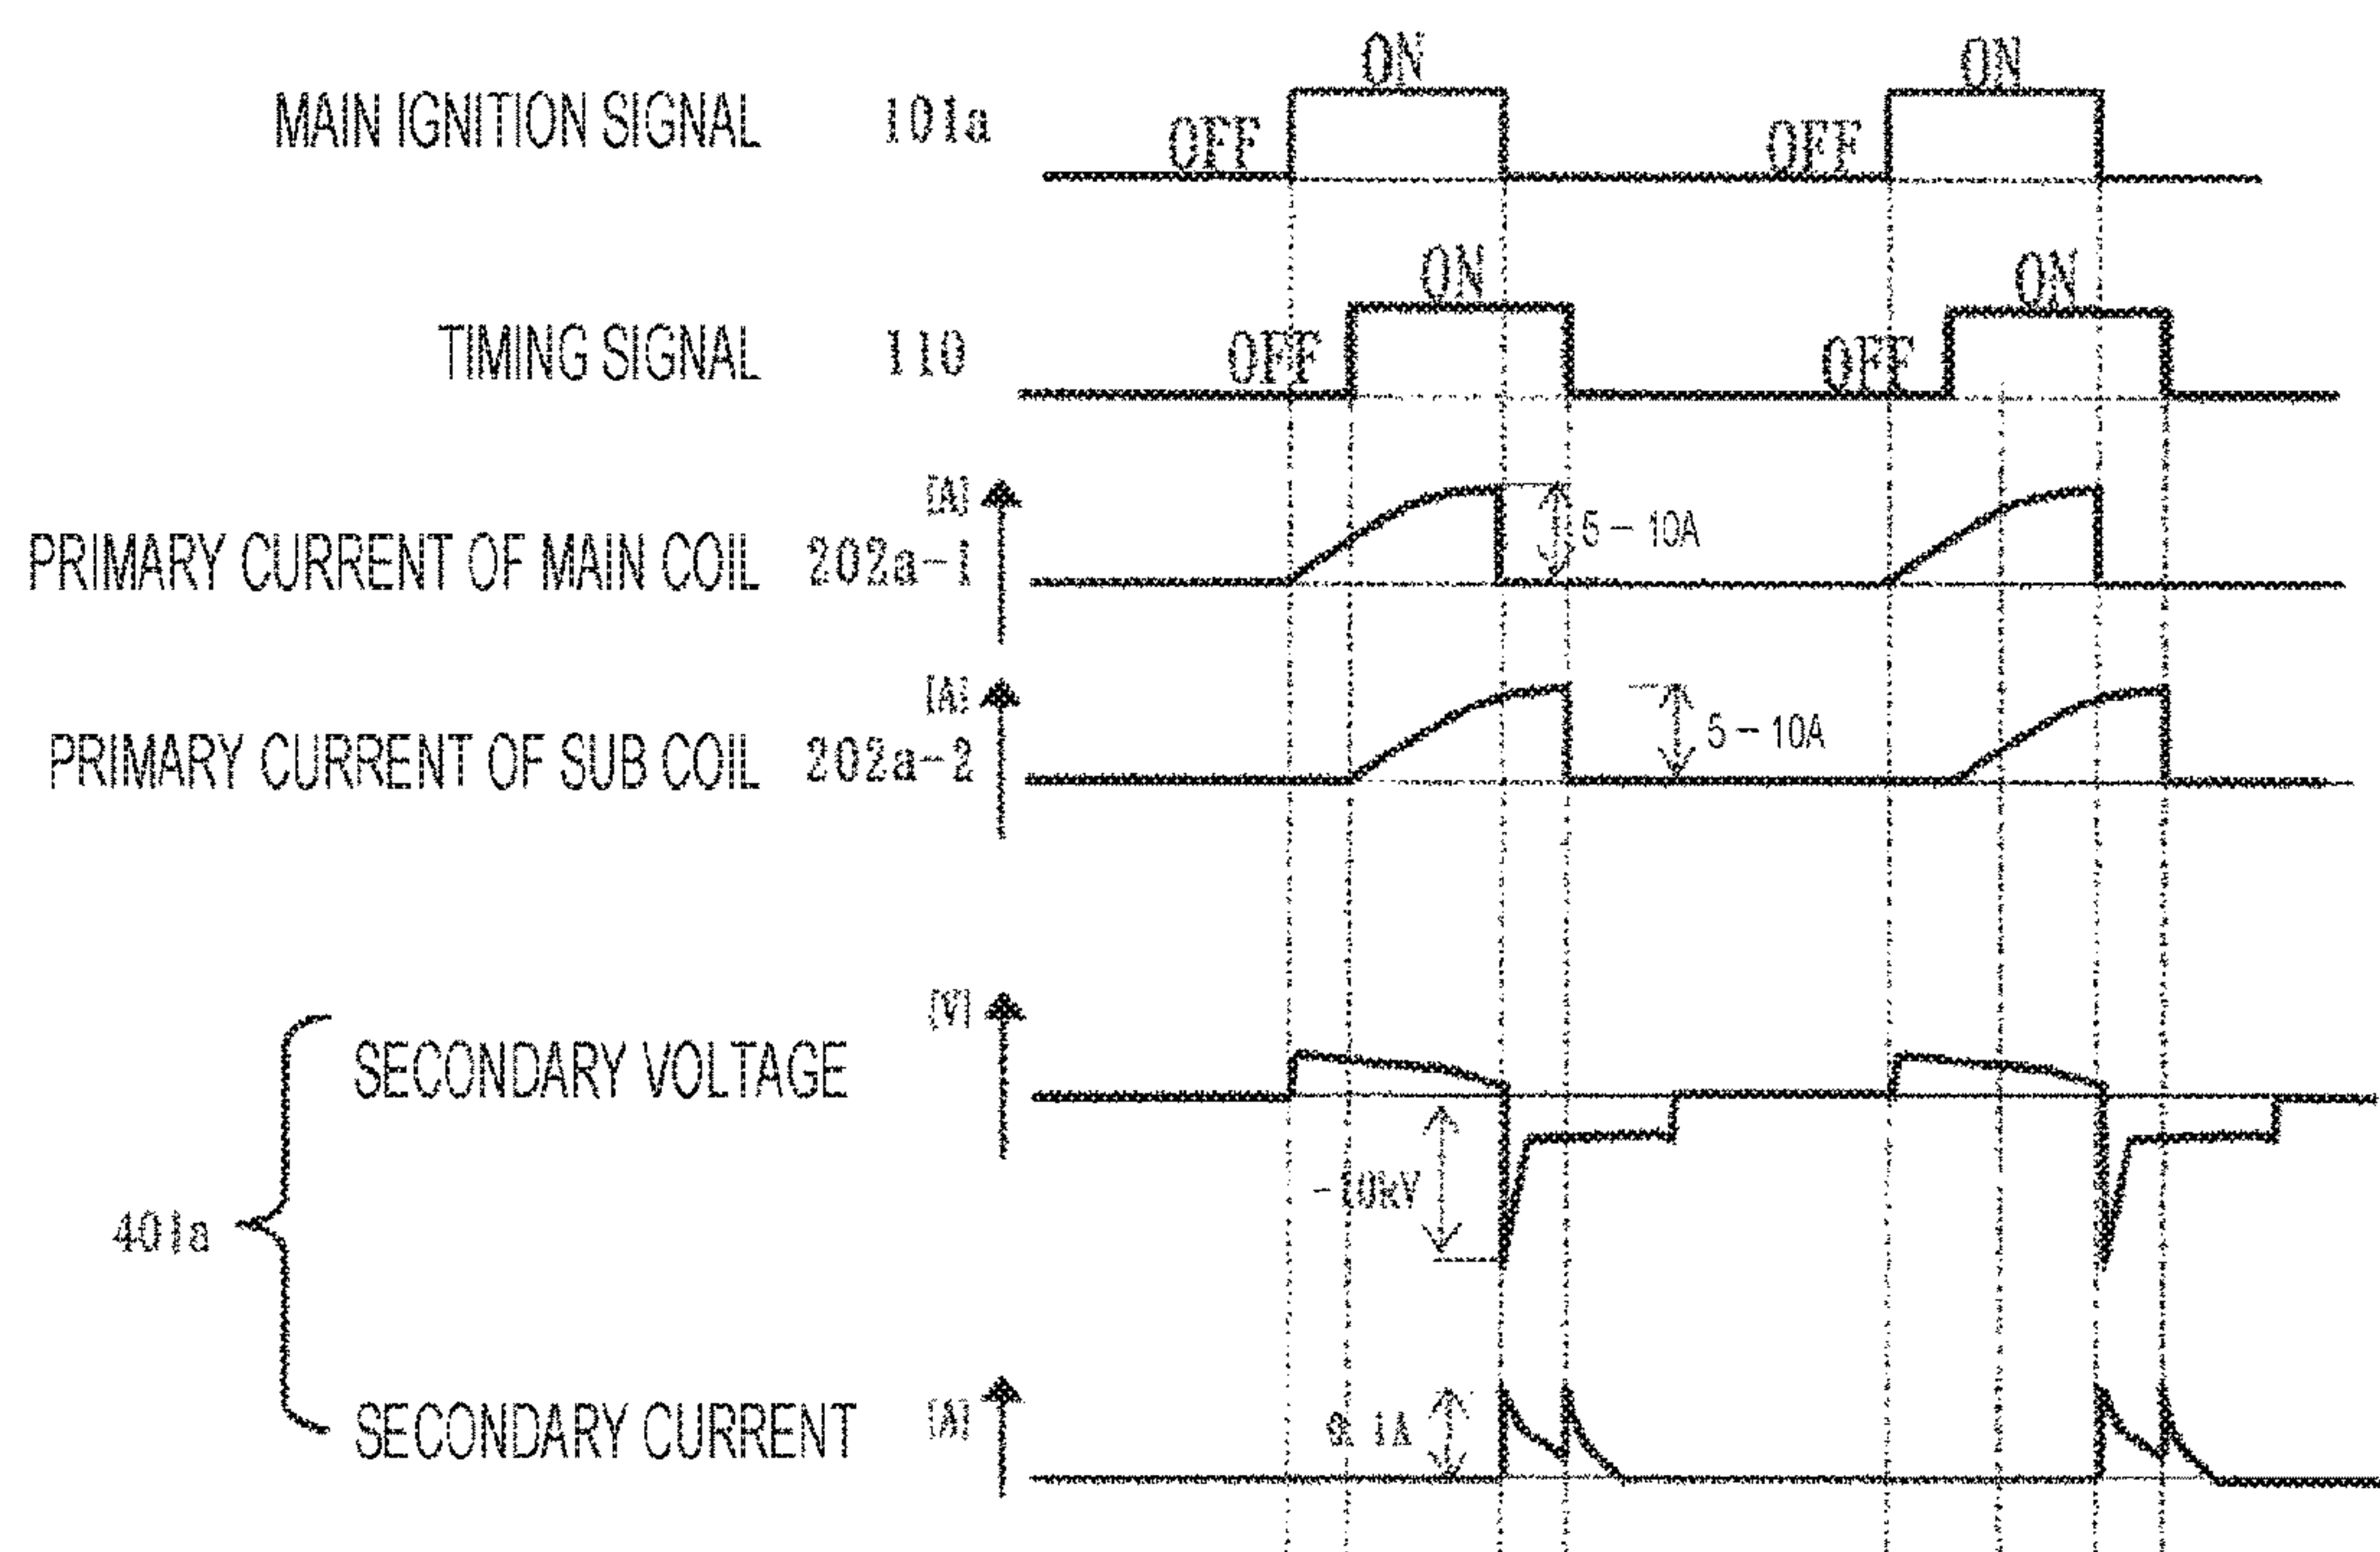 ON ON
MAIN IGNITION SIGNAL 101a OFF OFF
ON ON
TIMING SIGNAL 110 OFF OFF
[A]
PRIMARY CURRENT OF MAIN COIL 202a-1 5-10A
[A]
PRIMARY CURRENT OF SUB COIL 202a-2 5-10A
[V]
SECONDARY VOLTAGE
-10kV
401a
SECONDARY CURRENT [A] 1A